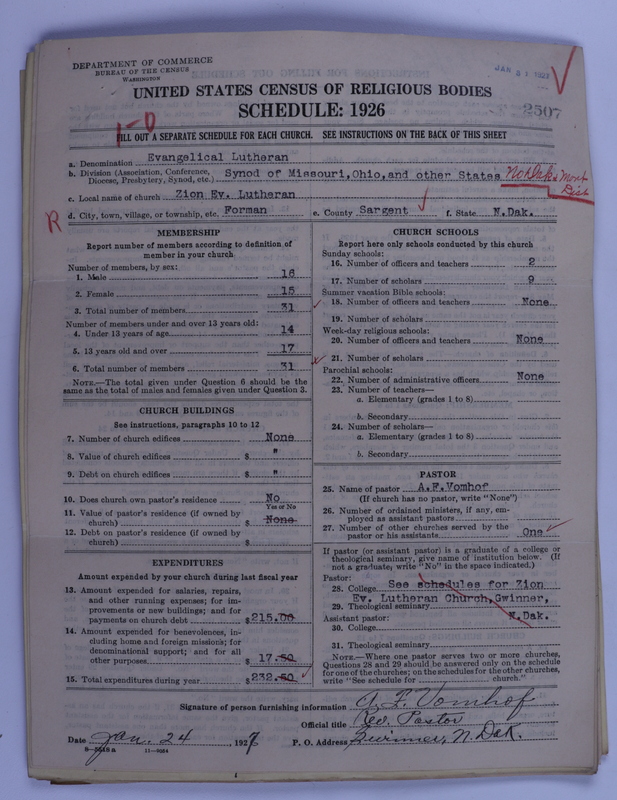 DEPARTMENT OF COMMERCE
BUREAU OF THE CENSUS
WASHINGTON
JAN 31 1927
UNITED STATES CENSUS OF RELIGIOUS BODIES
SCHEDULE: 1926
2507
1-D
FILL OUT A SEPARATE SCHEDULE FOR EACH CHURCH. SEE INSTRUCTIONS ON THE BACK OF THIS SHEET
a. Denomination Evangelical Lutheran
b. Division (Association, Conference, Diocese, Presbytery, Synod, etc.) Synod of Missouri,Ohio,and other States No Dak & Mont Dist
c. Local name of church Zion Ev. Lutheran
R
d. City, town, village, or township, etc. Forman e. County Sargent f. State N.Dak.
MEMBERSHIP
Report number of members according to definition of
member in your church
Number of members, by sex:
1. Male 16
2. Female 15
3. Total number of members 31
Number of members under and over 13 years old:
4. Under 13 years of age 14
5. 13 years old and over 17
6. Total number of members 31
NOTE.—The total given under Question 6 should be the
same as the total of males and females given under Question 3.
CHURCH BUILDINGS
See instructions, paragraphs 10 to 12
7. Number of church edifices None
8. Value of church edifices $ "
9. Debt on church edifices $ "
10. Does church own pastor's residence No
Yes or No
11. Value of pastor's residence (if owned by
church) $ None
12. Debt on pastor's residence (if owned by
church) $
EXPENDITURES
Amount expended by your church during last fiscal year
13. Amount expended for salaries, repairs,
and other running expenses; for im-
provements or new buildings; and for
payments on church debt $215.00
14. Amount expended for benevolences, in-
cluding home and foreign missions; for
denominational support; and for all
other purposes 17.50
15. Total expenditures during year $232.50
CHURCH SCHOOLS
Report here only schools conducted by this church
Sunday schools:
16. Number of officers and teachers 2
17. Number of scholars 9
Summer vacation Bible schools:
18. Number of officers and teachers None
19. Number of scholars
Week-day religious schools:
20. Number of officers and teachers None
21. Number of scholars
Parochial schools:
22. Number of administrative officers None
23. Number of teachers—
a. Elementary (grades 1 to 8)
b. Secondary
24. Number of scholars—
a. Elementary (grades 1 to 8)
b. Secondary
PASTOR
25. Name of pastor A.F.Vomhof
(If church has no pastor, write "None")
26. Number of ordained ministers, if any, em-
ployed as assistant pastors
27. Number of other churches served by the
pastor or his assistants One
If pastor (or assistant pastor) is a graduate of a college or
theological seminary, give name of institution below. (If
not a graduate, write "No" in the space indicated.)
Pastor:
28. College See schedules for Zion
Ev. Lutheran Church,Gwinner,
29. Theological seminary
Assistant pastor: N.Dak.
30. College
31. Theological seminary
NOTE.—Where one pastor serves two or more churches,
Questions 28 and 29 should be answered only on the schedule
for one of the churches; on the schedules for the other churches,
write "See schedule for church."
Signature of person furnishing information A F Vomhof
Official title Rev. Pastor
Date Jan. 24 1927 P. O. Address Gwinner, N. Dak.
11-9084